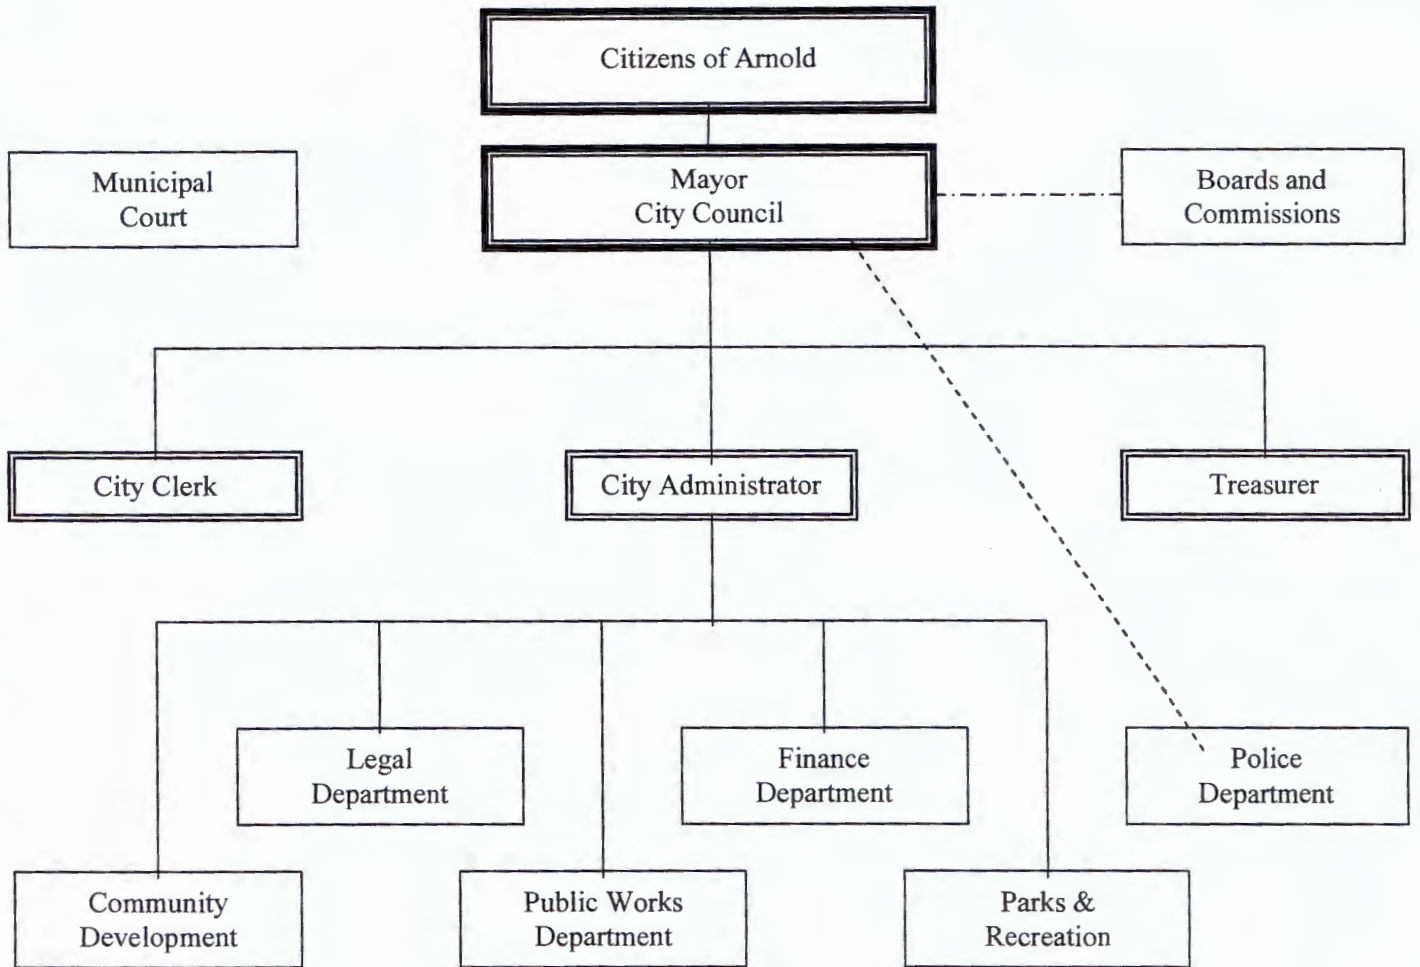 Citizens of Arnold
Municipal
Court
Mayor
City Council
Boards and
Commissions
City Clerk
City Administrator
Treasurer
Legal
Department
Finance
Department
Police
Department
Community
Development
Public Works
Department
Parks &
Recreation